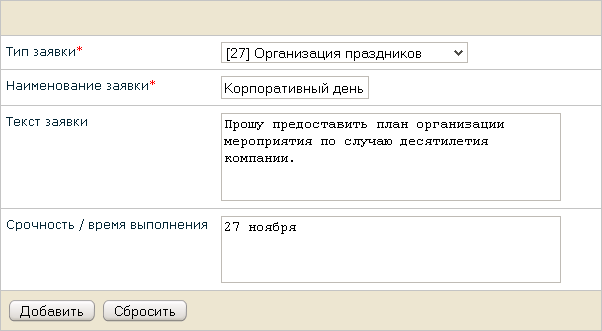 Тип заявки* [27] Организация праздников
Наименование заявки* Корпоративный день
Текст заявки
Прошу предоставить план организации
мероприятия по случаю десятилетия
компании.
Срочность / время выполнения 27 ноября
Добавить Сбросить